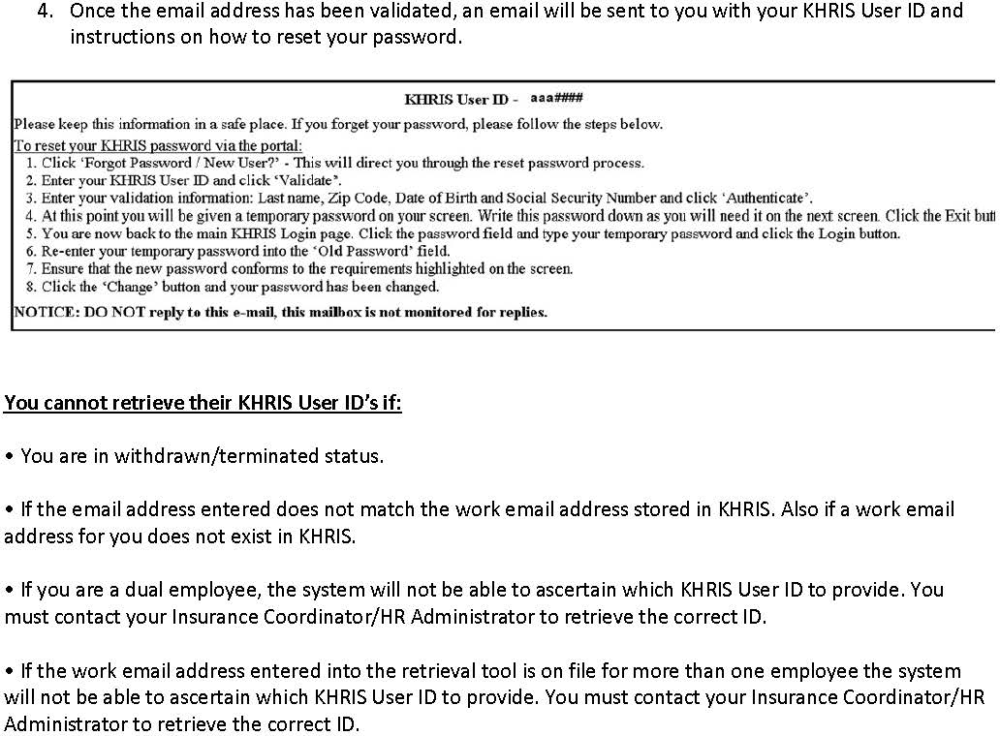 4. Once the email address has been validated, an email will be sent to you with your KHRIS User ID and
instructions on how to reset your password.
KHRIS User ID - aaa####
Please keep this information in a safe place. If you forget your password, please follow the steps below.
To reset your KHRIS password via the portal:
1. Click ‘Forgot Password / New User?’ - This will direct you through the reset password process.
2. Enter your KHRIS User ID and click ‘Validate’.
3. Enter your validation information: Last name, Zip Code, Date of Birth and Social Security Number and click ‘Authenticate’.
4. At this point you will be given a temporary password on your screen. Write this password down as you will need it on the next screen. Click the Exit but
5. You are now back to the main KHRIS Login page. Click the password field and type your temporary password and click the Login button.
6. Re-enter your temporary password into the ‘Old Password’ field.
7. Ensure that the new password conforms to the requirements highlighted on the screen.
8. Click the ‘Change’ button and your password has been changed.
NOTICE: DO NOT reply to this e-mail, this mailbox is not monitored for replies.
You cannot retrieve their KHRIS User ID’s if:
• You are in withdrawn/terminated status.
• If the email address entered does not match the work email address stored in KHRIS. Also if a work email
address for you does not exist in KHRIS.
• If you are a dual employee, the system will not be able to ascertain which KHRIS User ID to provide. You
must contact your Insurance Coordinator/HR Administrator to retrieve the correct ID.
• If the work email address entered into the retrieval tool is on file for more than one employee the system
will not be able to ascertain which KHRIS User ID to provide. You must contact your Insurance Coordinator/HR
Administrator to retrieve the correct ID.